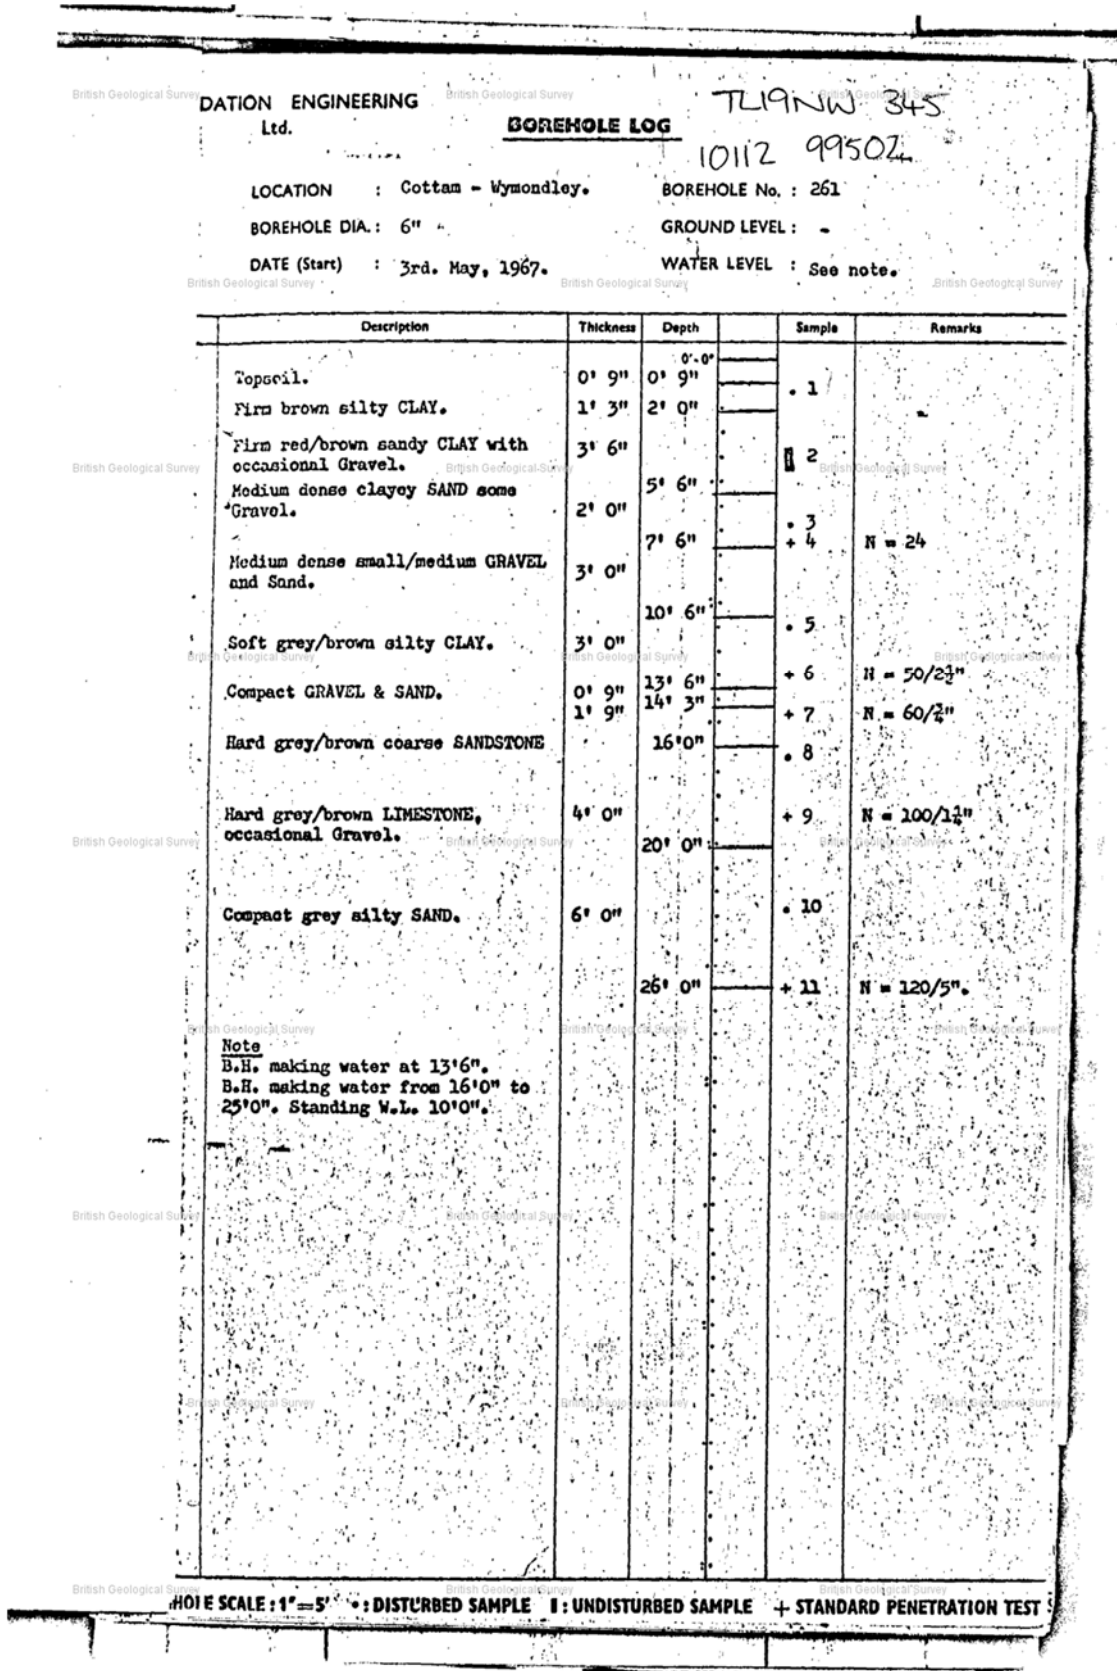 DATION ENGINEERING
Ltd.
BOREHOLE LOG
TL19NW 345
10112 99502
LOCATION : Cottam - Wymondley.
BOREHOLE No. : 261
BOREHOLE DIA. : 6"
GROUND LEVEL : -
DATE (Start) : 3rd. May, 1967.
WATER LEVEL : See note.
Description Thickness Depth Sample Remarks
0'-0"
Topsoil. 0' 9" 0' 9" . 1
Firm brown silty CLAY. 1' 3" 2' 0"
Firm red/brown sandy CLAY with 3' 6"
occasional Gravel. 2
Medium dense clayey SAND some 5' 6"
Gravel. 2' 0"
. 3
7' 6" + 4 N = 24
Medium dense small/medium GRAVEL
and Sand. 3' 0"
10' 6"
. 5
Soft grey/brown silty CLAY. 3' 0"
13' 6" + 6 N = 50/2½"
Compact GRAVEL & SAND. 0' 9" 14' 3"
1' 9" + 7 N = 60/¾"
Hard grey/brown coarse SANDSTONE 16'0" . 8
Hard grey/brown LIMESTONE, 4' 0" + 9 N = 100/1¼"
occasional Gravel. 20' 0"
Compact grey silty SAND. 6' 0" . 10
26' 0" + 11 N = 120/5".
Note
B.H. making water at 13'6".
B.H. making water from 16'0" to
25'0". Standing W.L. 10'0".
HOLE SCALE : 1"=5' • : DISTURBED SAMPLE ▮ : UNDISTURBED SAMPLE + STANDARD PENETRATION TEST
British Geological Survey